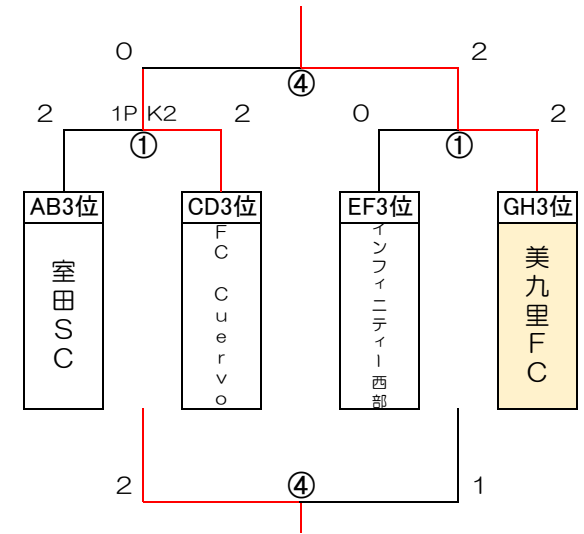 0 2
④
2 1PK2 2 0 2
① ①
AB3位 CD3位 EF3位 GH3位
室田SC
FC Cuervo
インフィニティー西部
美九里FC
2 ④ 1